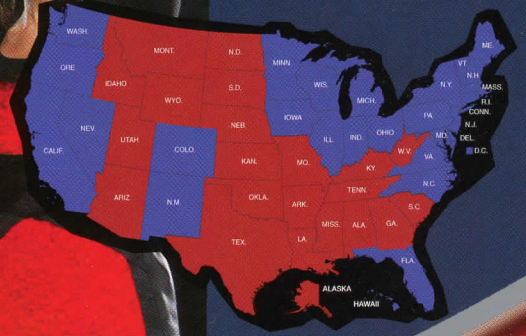 WASH.
ORE.
CALIF.
NEV.
IDAHO
MONT.
WYO.
UTAH
ARIZ.
COLO.
N.M.
N.D.
S.D.
NEB.
KAN.
OKLA.
TEX.
MINN.
IOWA
MO.
ARK.
LA.
WIS.
ILL.
MICH.
IND.
OHIO
KY.
TENN.
MISS.
ALA.
GA.
FLA.
S.C.
N.C.
VA.
W.V.
PA.
N.Y.
VT.
N.H.
ME.
MASS.
R.I.
CONN.
N.J.
DEL.
MD.
D.C.
ALASKA
HAWAII